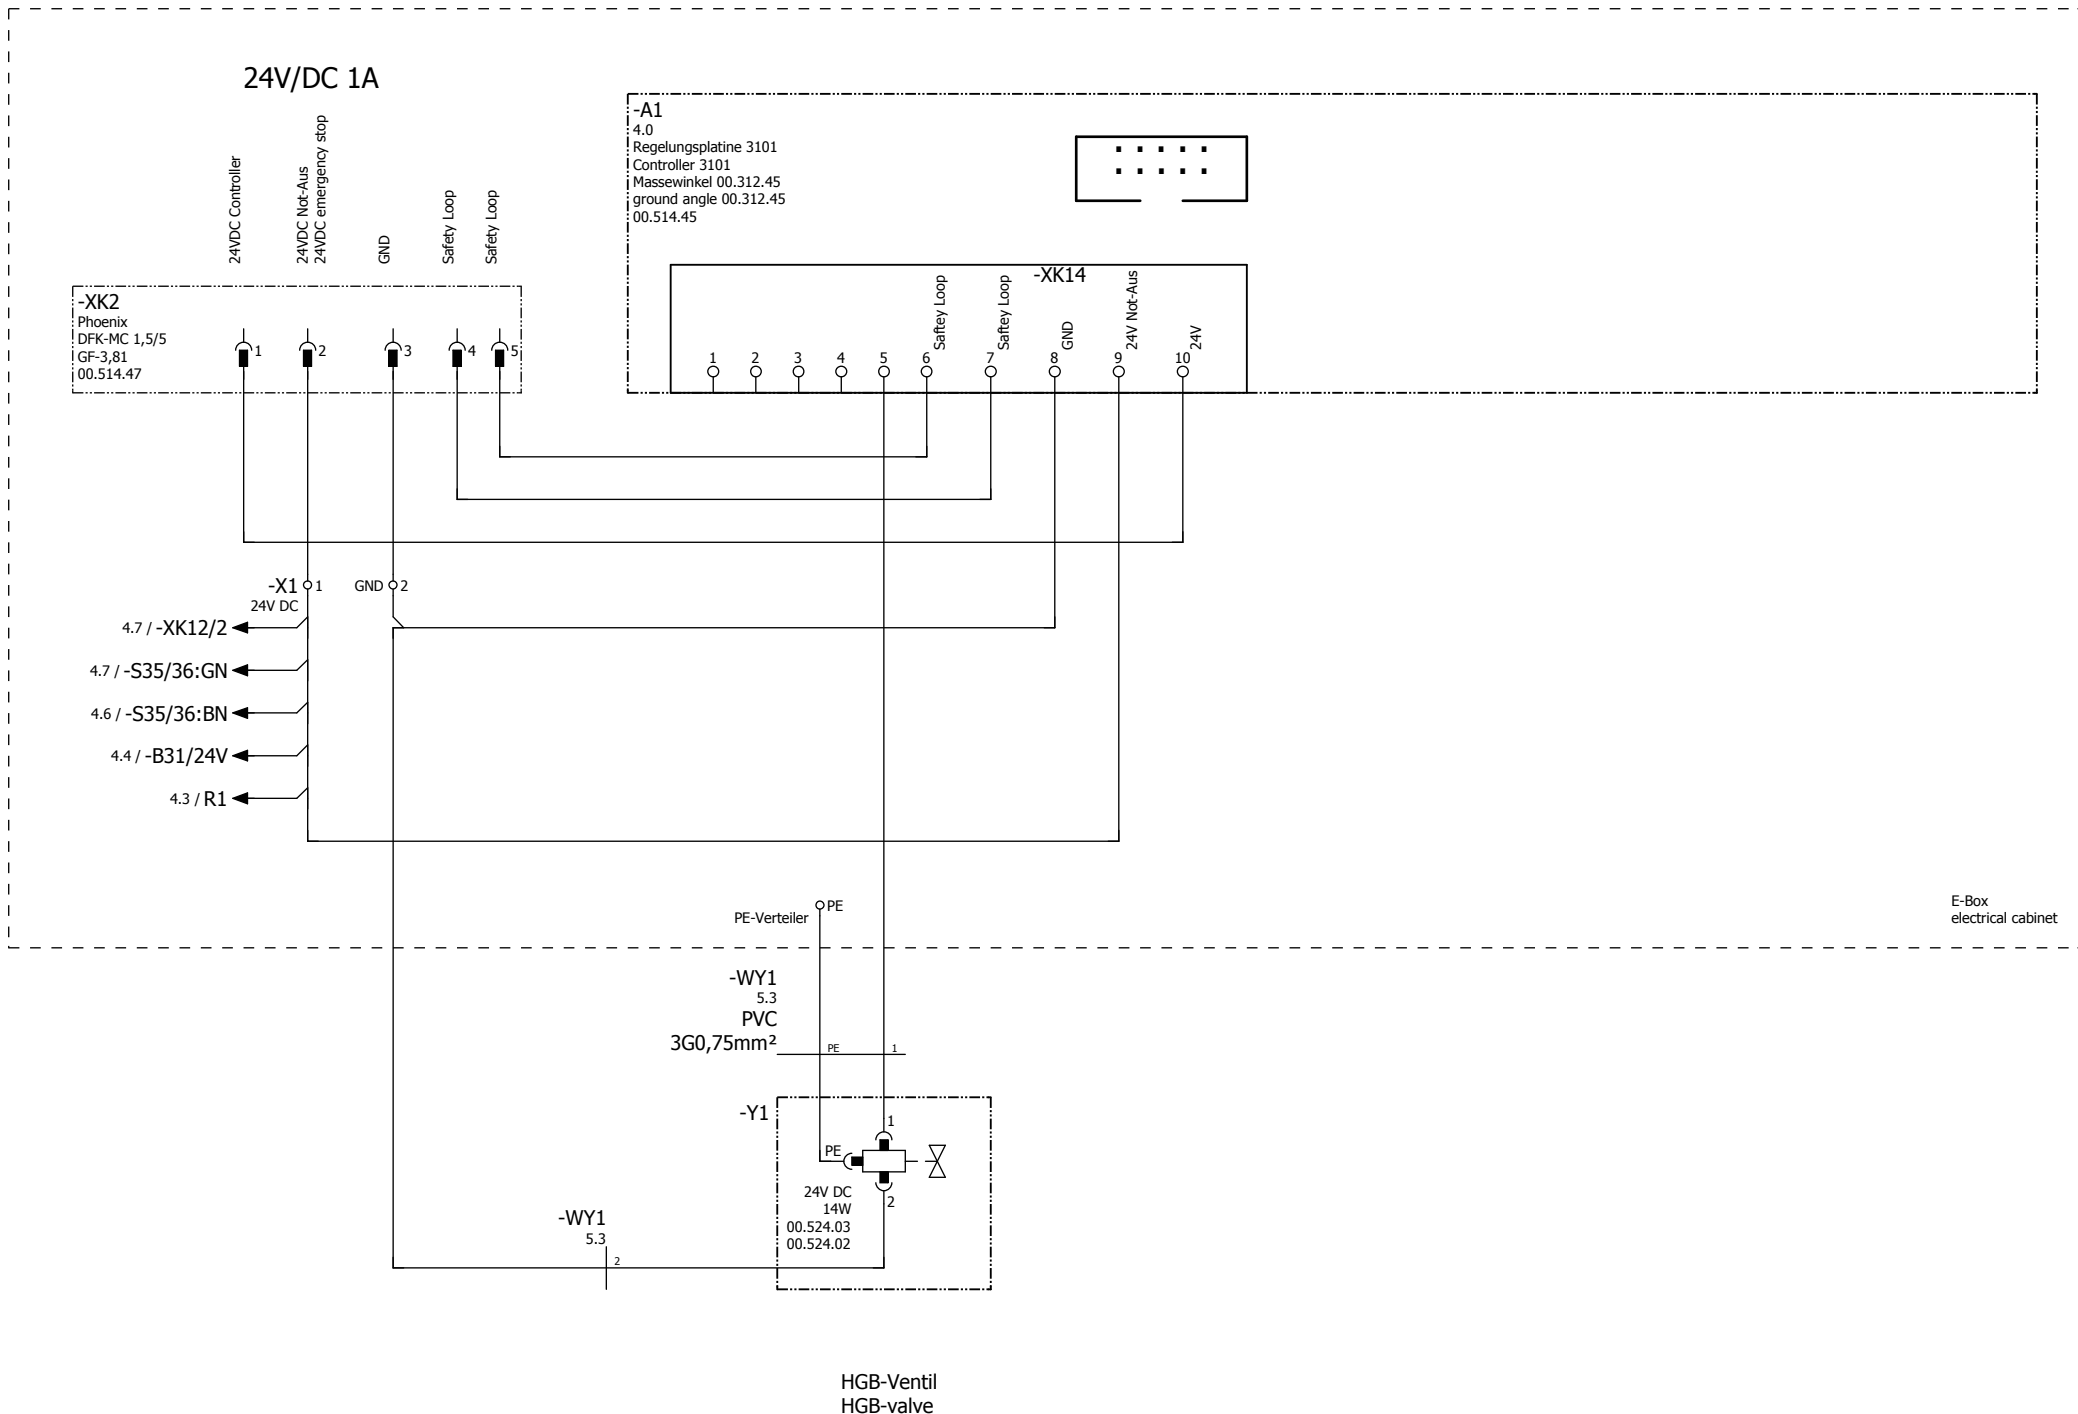 24V/DC 1A
24VDC Controller
24VDC Not-Aus
24VDC emergency stop
GND
Safety Loop
Safety Loop
-XK2
Phoenix
DFK-MC 1,5/5
GF-3,81
00.514.47
1
2
3
4
5
-A1
4.0
Regelungsplatine 3101
Controller 3101
Massewinkel 00.312.45
ground angle 00.312.45
00.514.45
-XK14
Saftey Loop
Saftey Loop
GND
24V Not-Aus
24V
1
2
3
4
5
6
7
8
9
10
-X1
1
24V DC
GND
2
4.7 / -XK12/2
4.7 / -S35/36:GN
4.6 / -S35/36:BN
4.4 / -B31/24V
4.3 / R1
PE-Verteiler
PE
E-Box
electrical cabinet
-WY1
5.3
PVC
3G0,75mm²
PE
1
-Y1
1
PE
2
24V DC
14W
00.524.03
00.524.02
-WY1
5.3
2
HGB-Ventil
HGB-valve